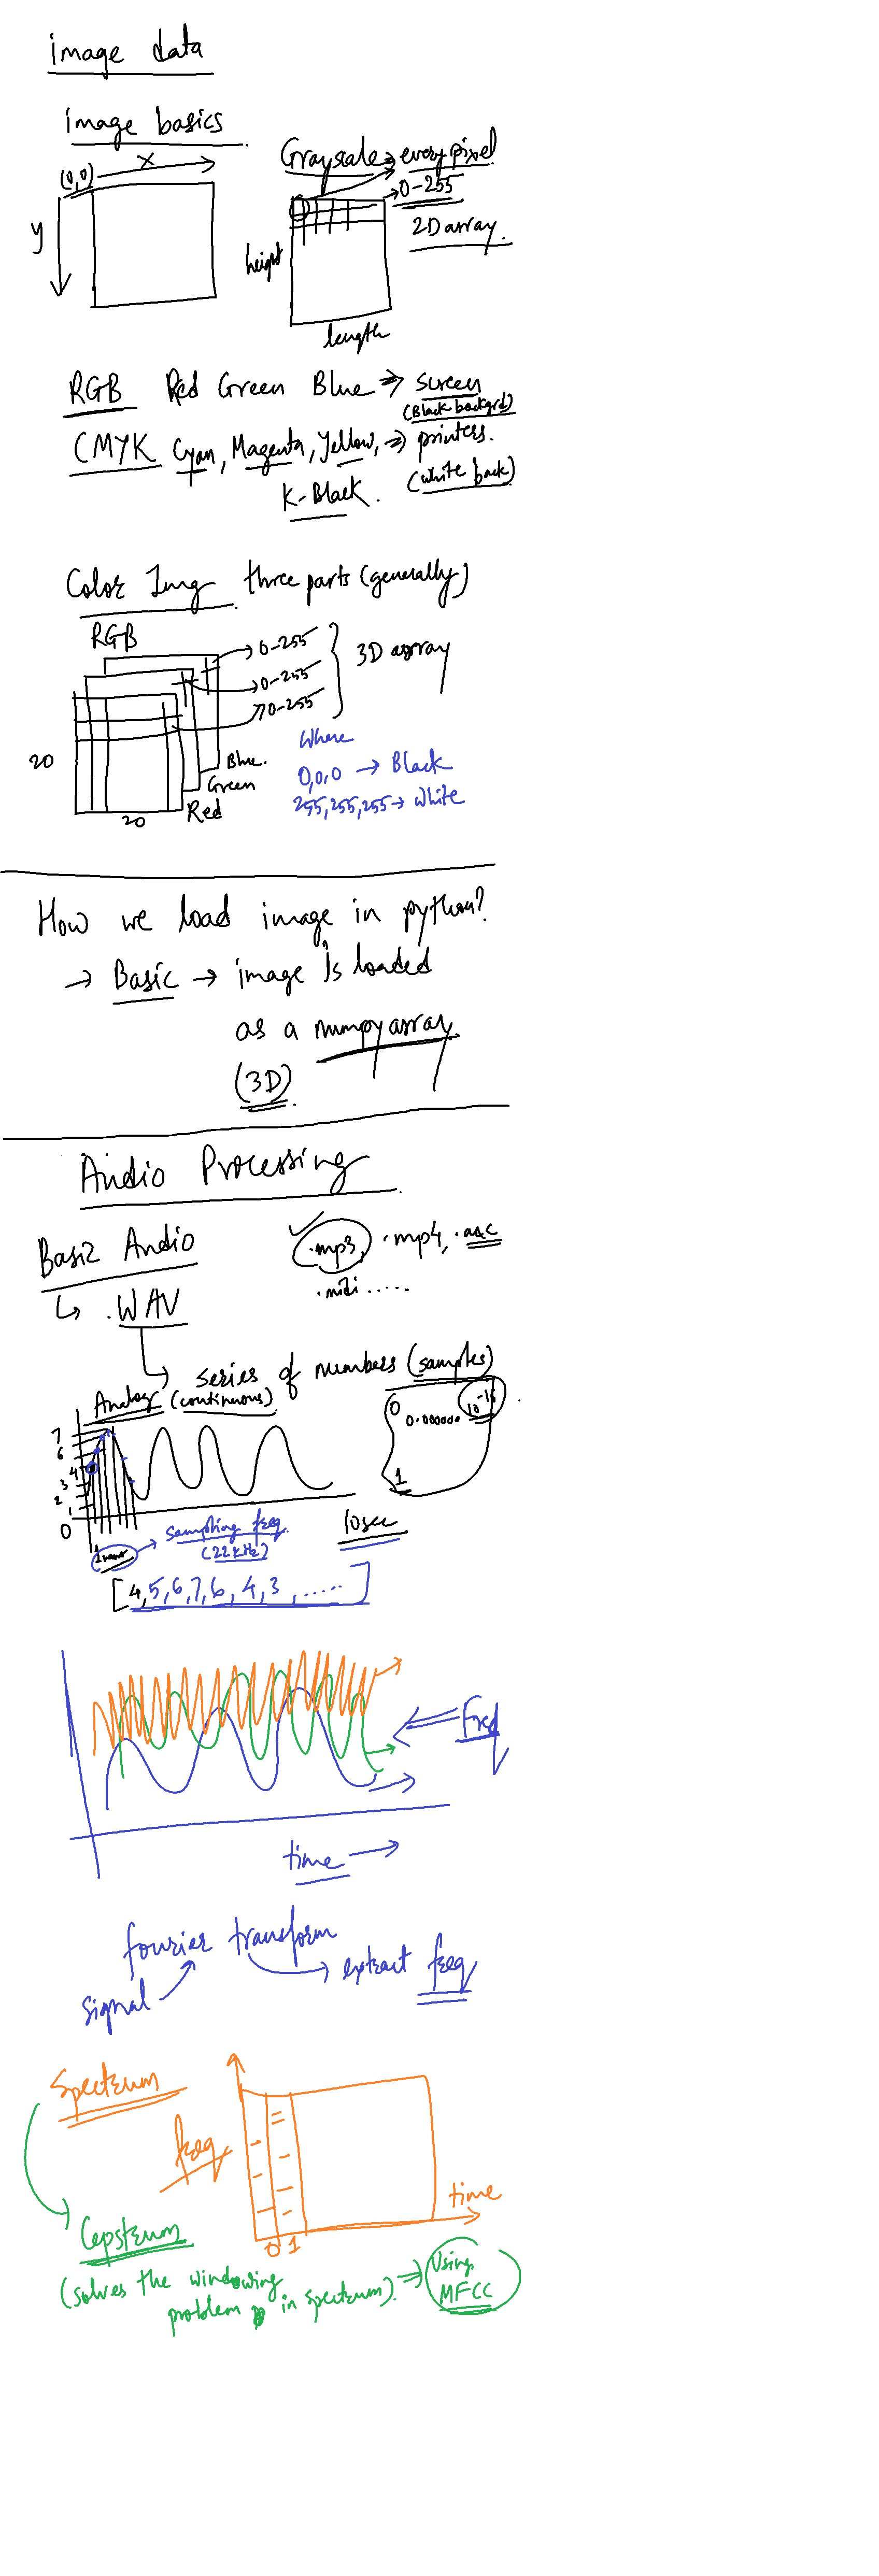 image data
image basics
(0,0) x
y
Grayscale → every pixel
→ 0-255
2D array.
height
length
RGB Red Green Blue ⇒ screen
(Black backgrd)
CMYK Cyan, Magenta, Yellow, ⇒ printers.
K-Black. (white back)
Color Img three parts (generally)
RGB
→ 0-255
→ 0-255
→ 0-255
3D array
20
20
Blue.
Green
Red
Where
0,0,0 → Black
255,255,255 → White
How we load image in python?
→ Basic → image is loaded
as a numpy array
(3D).
Audio Processing
Basic Audio
.mp3, .mp4, .aac
.midi .....
↳ .WAV
series of numbers (samples)
Analog (continuous)
0
0.000000 10
1
7
6
4
3
2
1
0
→ sampling freq.
(22KHz)
10sec
[4,5,6,7,6, 4,3, .....]
Freq
time →
fourier transform
signal
→ extract freq
Spectrum
freq
time
0 1
Cepstrum
(solves the windowing
problem in spectrum). ⇒ Using
MFCC